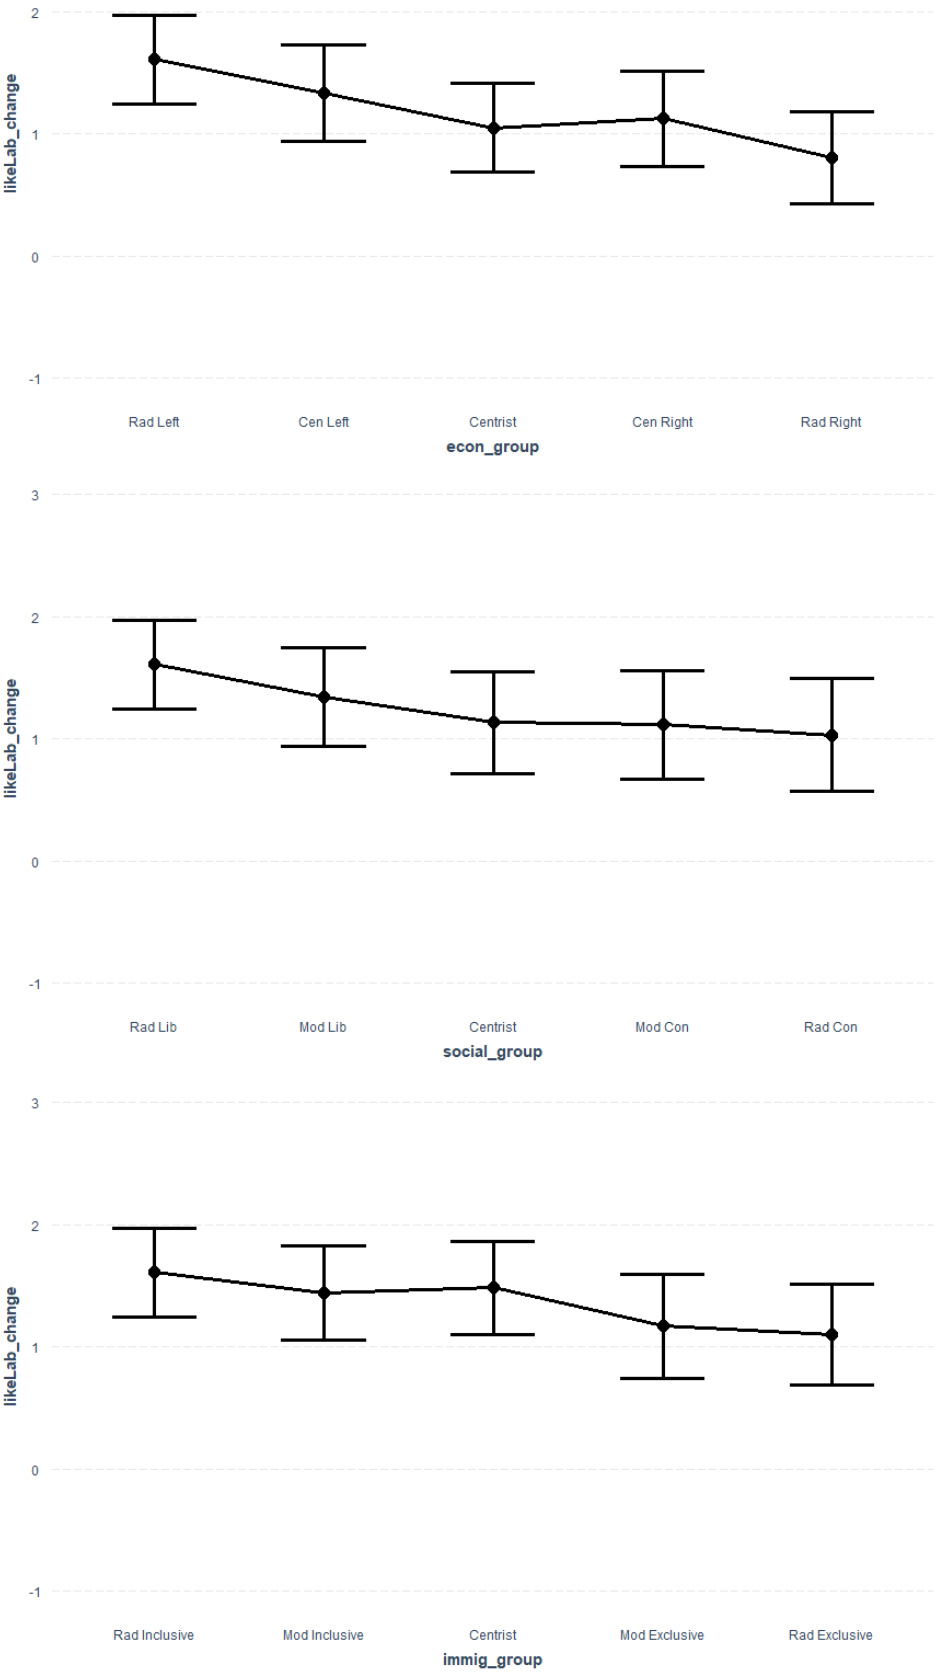 2
1
0
-1
likeLab_change
Rad Left Cen Left Centrist Cen Right Rad Right
econ_group
3
2
1
0
-1
likeLab_change
Rad Lib Mod Lib Centrist Mod Con Rad Con
social_group
3
2
1
0
-1
likeLab_change
Rad Inclusive Mod Inclusive Centrist Mod Exclusive Rad Exclusive
immig_group